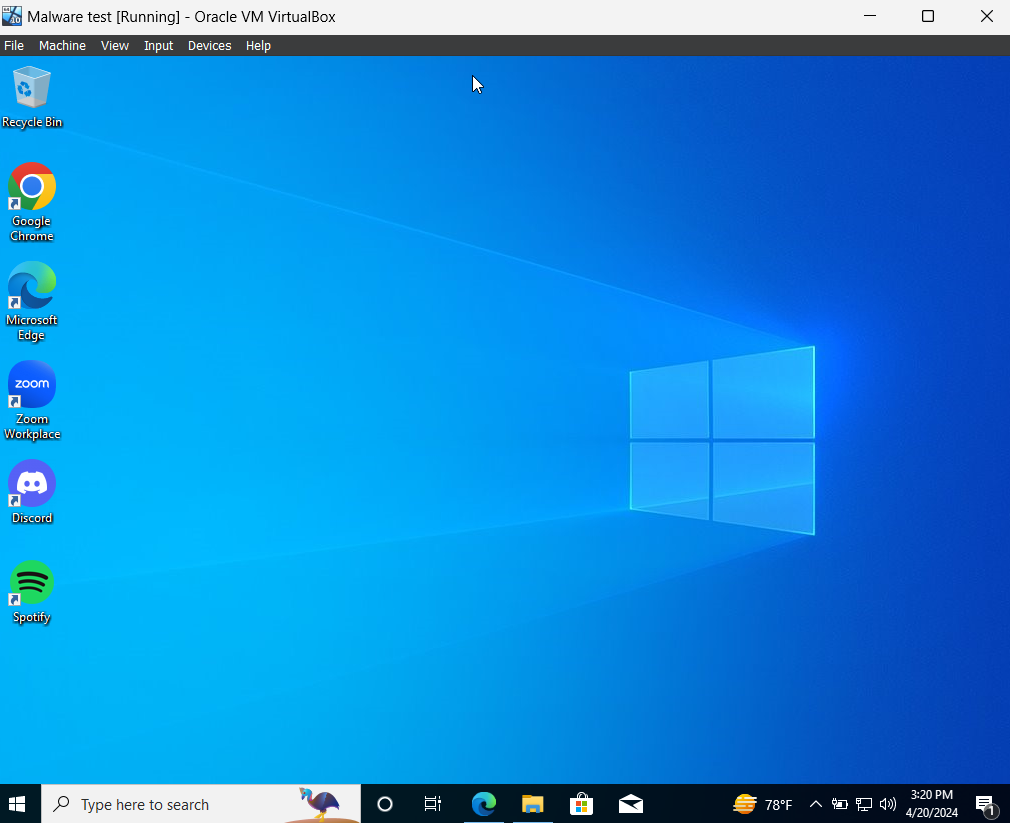 Malware test [Running] - Oracle VM VirtualBox
File Machine View Input Devices Help
Recycle Bin
Google
Chrome
Microsoft
Edge
zoom
Zoom
Workplace
Discord
Spotify
Type here to search
78°F
3:20 PM
4/20/2024
1